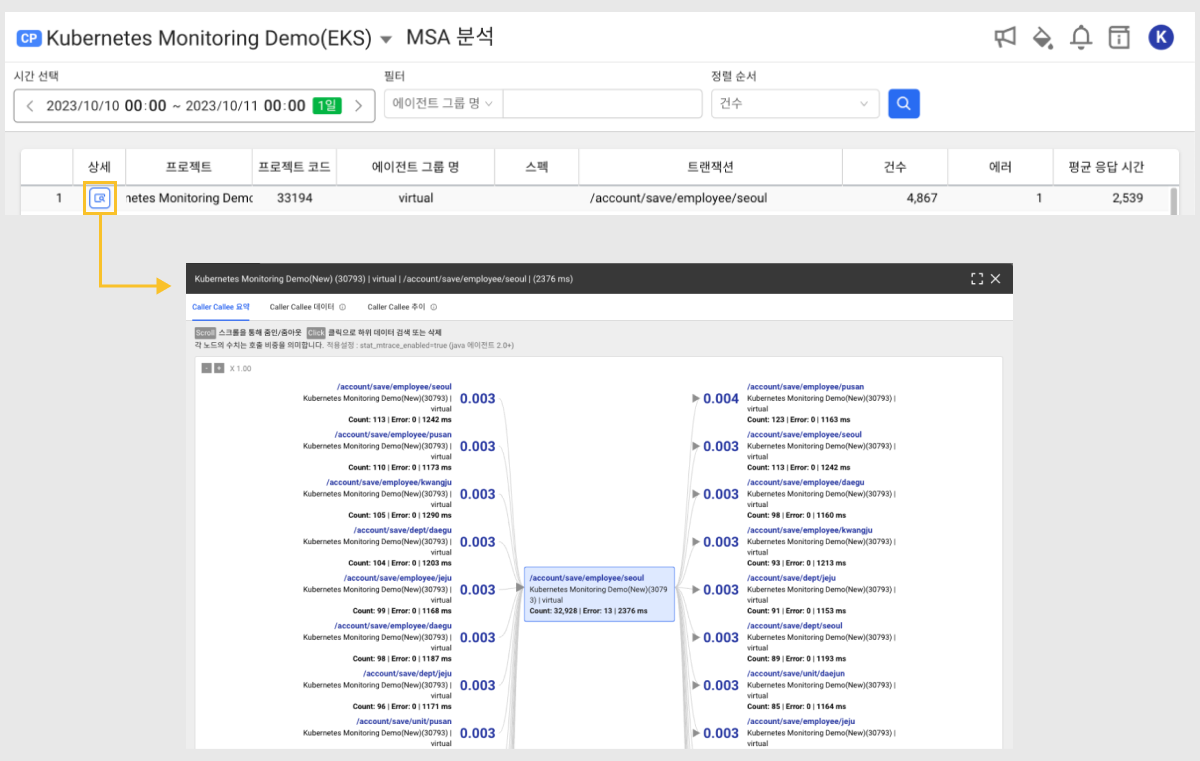 CP Kubernetes Monitoring Demo(EKS) MSA 분석
K
시간 선택 필터 정렬 순서
2023/10/10 00:00 ~ 2023/10/11 00:00 1일 에이전트 그룹 명 건수
상세 프로젝트 프로젝트 코드 에이전트 그룹 명 스펙 트랜잭션 건수 에러 평균 응답 시간
1 netes Monitoring Demo 33194 virtual /account/save/employee/seoul 4,867 1 2,539
Kubernetes Monitoring Demo(New) (30793) | virtual | /account/save/employee/seoul | (2376 ms)
Caller Callee 요약 Caller Callee 데이터 Caller Callee 추이
Scroll 스크롤을 통해 줌인/줌아웃 Click 클릭으로 하위 데이터 검색 또는 삭제
각 노드의 수치는 호출 비중을 의미합니다. 적용설정 : stat_mtrace_enabled=true (java 에이전트 2.0+)
- + X 1.00
/account/save/employee/seoul
Kubernetes Monitoring Demo(New)(30793) |
virtual
Count: 113 | Error: 0 | 1242 ms
0.003
/account/save/employee/pusan
Kubernetes Monitoring Demo(New)(30793) |
virtual
Count: 110 | Error: 0 | 1173 ms
0.003
/account/save/employee/kwangju
Kubernetes Monitoring Demo(New)(30793) |
virtual
Count: 105 | Error: 0 | 1290 ms
0.003
/account/save/dept/daegu
Kubernetes Monitoring Demo(New)(30793) |
virtual
Count: 104 | Error: 0 | 1203 ms
0.003
/account/save/employee/jeju
Kubernetes Monitoring Demo(New)(30793) |
virtual
Count: 99 | Error: 0 | 1168 ms
0.003
/account/save/employee/daegu
Kubernetes Monitoring Demo(New)(30793) |
virtual
Count: 98 | Error: 0 | 1187 ms
0.003
/account/save/dept/jeju
Kubernetes Monitoring Demo(New)(30793) |
virtual
Count: 96 | Error: 0 | 1171 ms
0.003
/account/save/unit/pusan
Kubernetes Monitoring Demo(New)(30793) |
virtual
0.003
/account/save/employee/seoul
Kubernetes Monitoring Demo(New)(3079
3) | virtual
Count: 32,928 | Error: 13 | 2376 ms
0.004
/account/save/employee/pusan
Kubernetes Monitoring Demo(New)(30793) |
virtual
Count: 123 | Error: 0 | 1163 ms
0.003
/account/save/employee/seoul
Kubernetes Monitoring Demo(New)(30793) |
virtual
Count: 113 | Error: 0 | 1242 ms
0.003
/account/save/employee/daegu
Kubernetes Monitoring Demo(New)(30793) |
virtual
Count: 98 | Error: 0 | 1160 ms
0.003
/account/save/employee/kwangju
Kubernetes Monitoring Demo(New)(30793) |
virtual
Count: 93 | Error: 0 | 1213 ms
0.003
/account/save/dept/jeju
Kubernetes Monitoring Demo(New)(30793) |
virtual
Count: 91 | Error: 0 | 1153 ms
0.003
/account/save/dept/seoul
Kubernetes Monitoring Demo(New)(30793) |
virtual
Count: 89 | Error: 0 | 1193 ms
0.003
/account/save/unit/daejun
Kubernetes Monitoring Demo(New)(30793) |
virtual
Count: 85 | Error: 0 | 1164 ms
0.003
/account/save/employee/jeju
Kubernetes Monitoring Demo(New)(30793) |
virtual